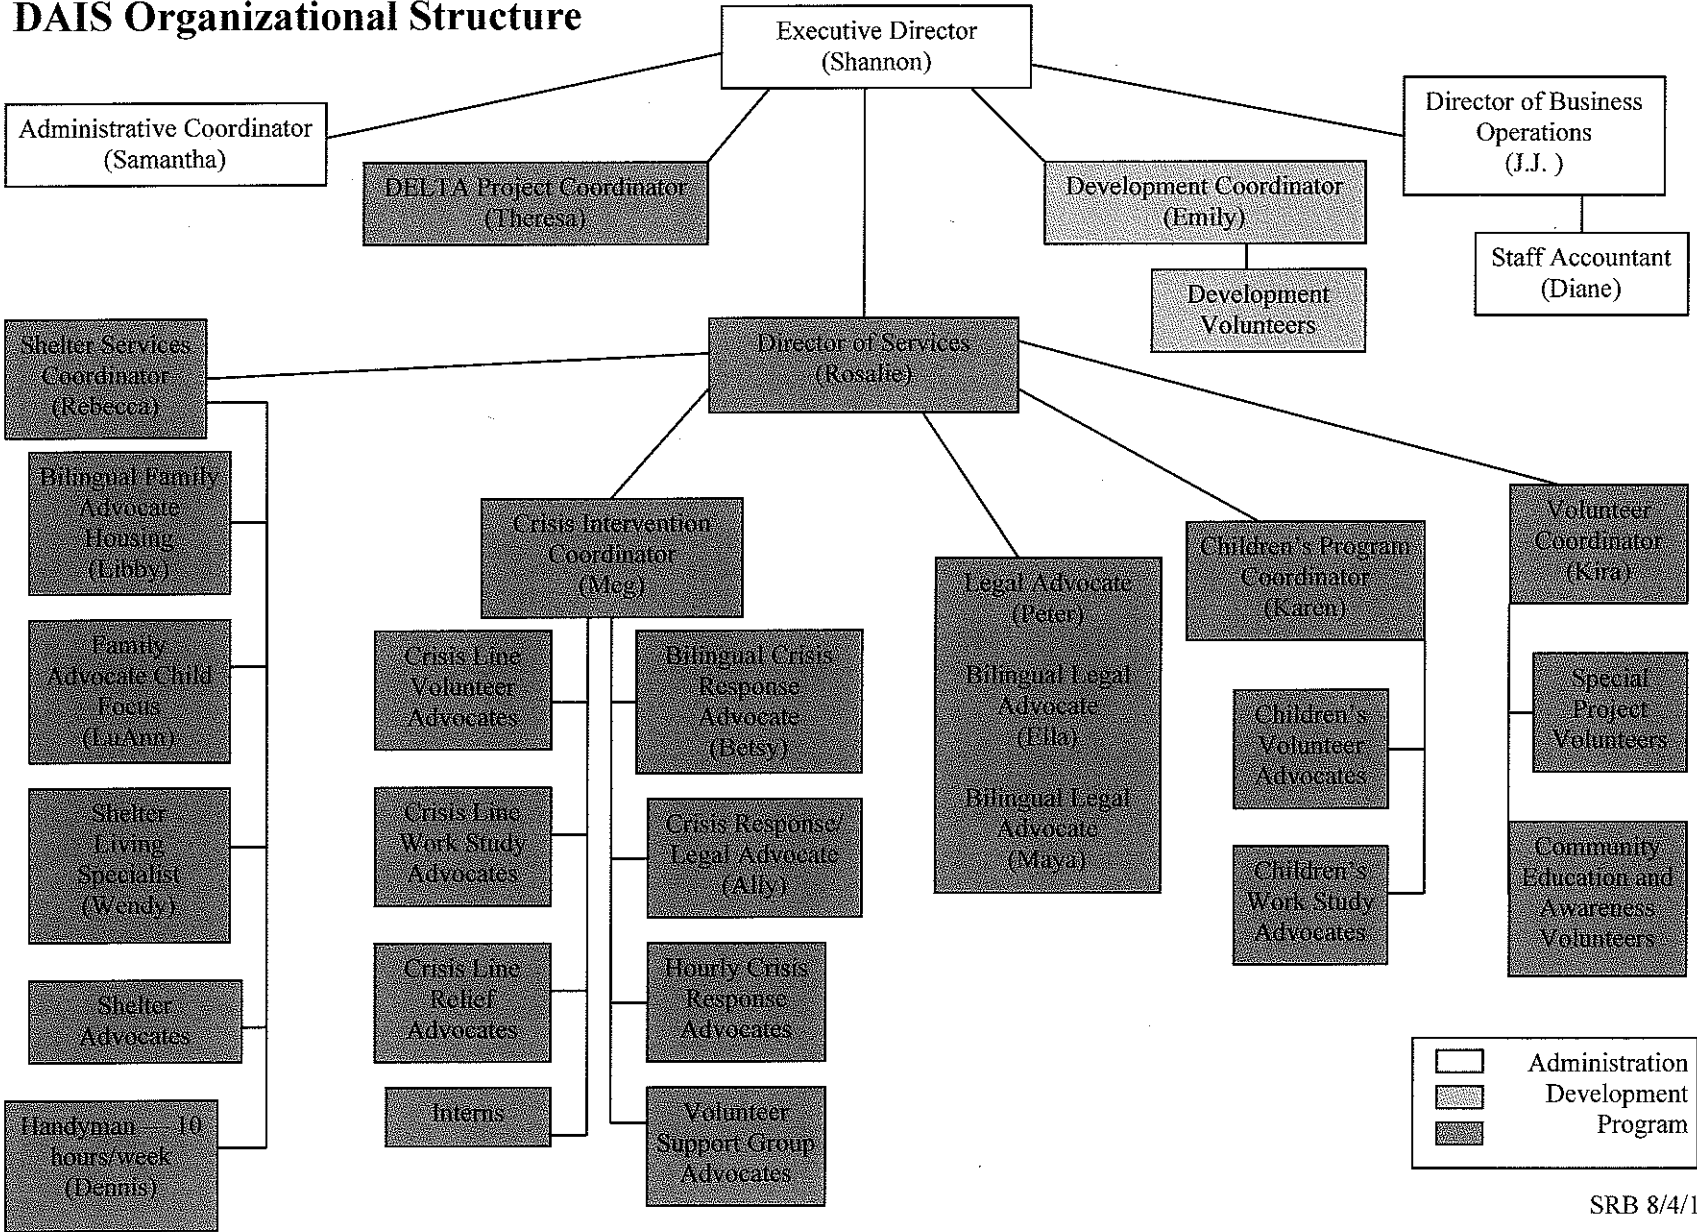 DAIS Organizational Structure
Executive Director
(Shannon)
Administrative Coordinator
(Samantha)
Director of Business
Operations
(J.J. )
DELTA Project Coordinator
(Theresa)
Development Coordinator
(Emily)
Staff Accountant
(Diane)
Development
Volunteers
Shelter Services
Coordinator
(Rebecca)
Director of Services
(Rosalie)
Bilingual Family
Advocate
Housing
(Libby)
Family
Advocate Child
Focus
(LuAnn)
Shelter
Living
Specialist
(Wendy)
Shelter
Advocates
Handyman — 10
hours/week
(Dennis)
Crisis Intervention
Coordinator
(Meg)
Crisis Line
Volunteer
Advocates
Crisis Line
Work Study
Advocates
Crisis Line
Relief
Advocates
Interns
Bilingual Crisis
Response
Advocate
(Betsy)
Crisis Response/
Legal Advocate
(Ally)
Hourly Crisis
Response
Advocates
Volunteer
Support Group
Advocates
Legal Advocate
(Peter)
Bilingual Legal
Advocate
(Ella)
Bilingual Legal
Advocate
(Maya)
Children's Program
Coordinator
(Karen)
Children's
Volunteer
Advocates
Children's
Work Study
Advocates
Volunteer
Coordinator
(Kira)
Special
Project
Volunteers
Community
Education and
Awareness
Volunteers
Administration
Development
Program
SRB 8/4/1